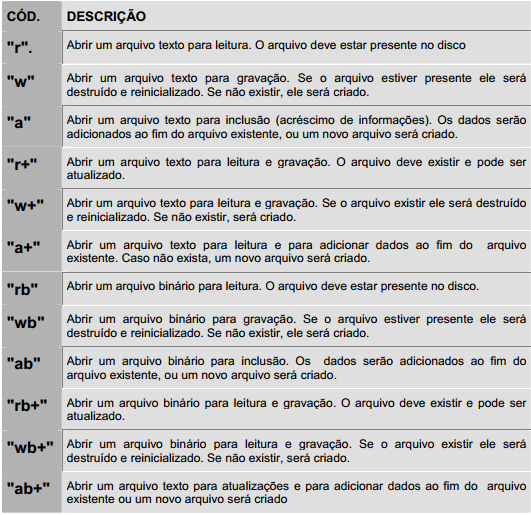 CÓD. DESCRIÇÃO
"r". Abrir um arquivo texto para leitura. O arquivo deve estar presente no disco
"w" Abrir um arquivo texto para gravação. Se o arquivo estiver presente ele será
destruído e reinicializado. Se não existir, ele será criado.
"a" Abrir um arquivo texto para inclusão (acréscimo de informações). Os dados serão
adicionados ao fim do arquivo existente, ou um novo arquivo será criado.
"r+" Abrir um arquivo texto para leitura e gravação. O arquivo deve existir e pode ser
atualizado.
"w+" Abrir um arquivo texto para leitura e gravação. Se o arquivo existir ele será destruído
e reinicializado. Se não existir, será criado.
"a+" Abrir um arquivo texto para leitura e para adicionar dados ao fim do arquivo
existente. Caso não exista, um novo arquivo será criado.
"rb" Abrir um arquivo binário para leitura. O arquivo deve estar presente no disco.
"wb" Abrir um arquivo binário para gravação. Se o arquivo estiver presente ele será
destruído e reinicializado. Se não existir, ele será criado.
"ab" Abrir um arquivo binário para inclusão. Os dados serão adicionados ao fim do
arquivo existente, ou um novo arquivo será criado.
"rb+" Abrir um arquivo binário para leitura e gravação. O arquivo deve existir e pode ser
atualizado.
"wb+" Abrir um arquivo binário para leitura e gravação. Se o arquivo existir ele será
destruído e reinicializado. Se não existir, será criado.
"ab+" Abrir um arquivo texto para atualizações e para adicionar dados ao fim do arquivo
existente ou um novo arquivo será criado